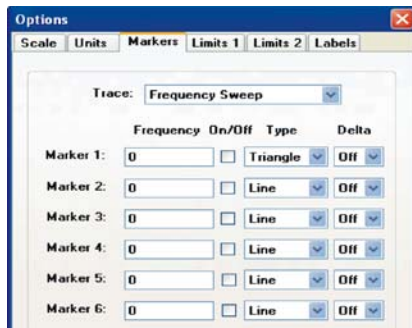 Options
Scale Units Markers Limits 1 Limits 2 Labels
Trace: Frequency Sweep
Frequency On/Off Type Delta
Marker 1: 0 Triangle Off
Marker 2: 0 Line Off
Marker 3: 0 Line Off
Marker 4: 0 Line Off
Marker 5: 0 Line Off
Marker 6: 0 Line Off